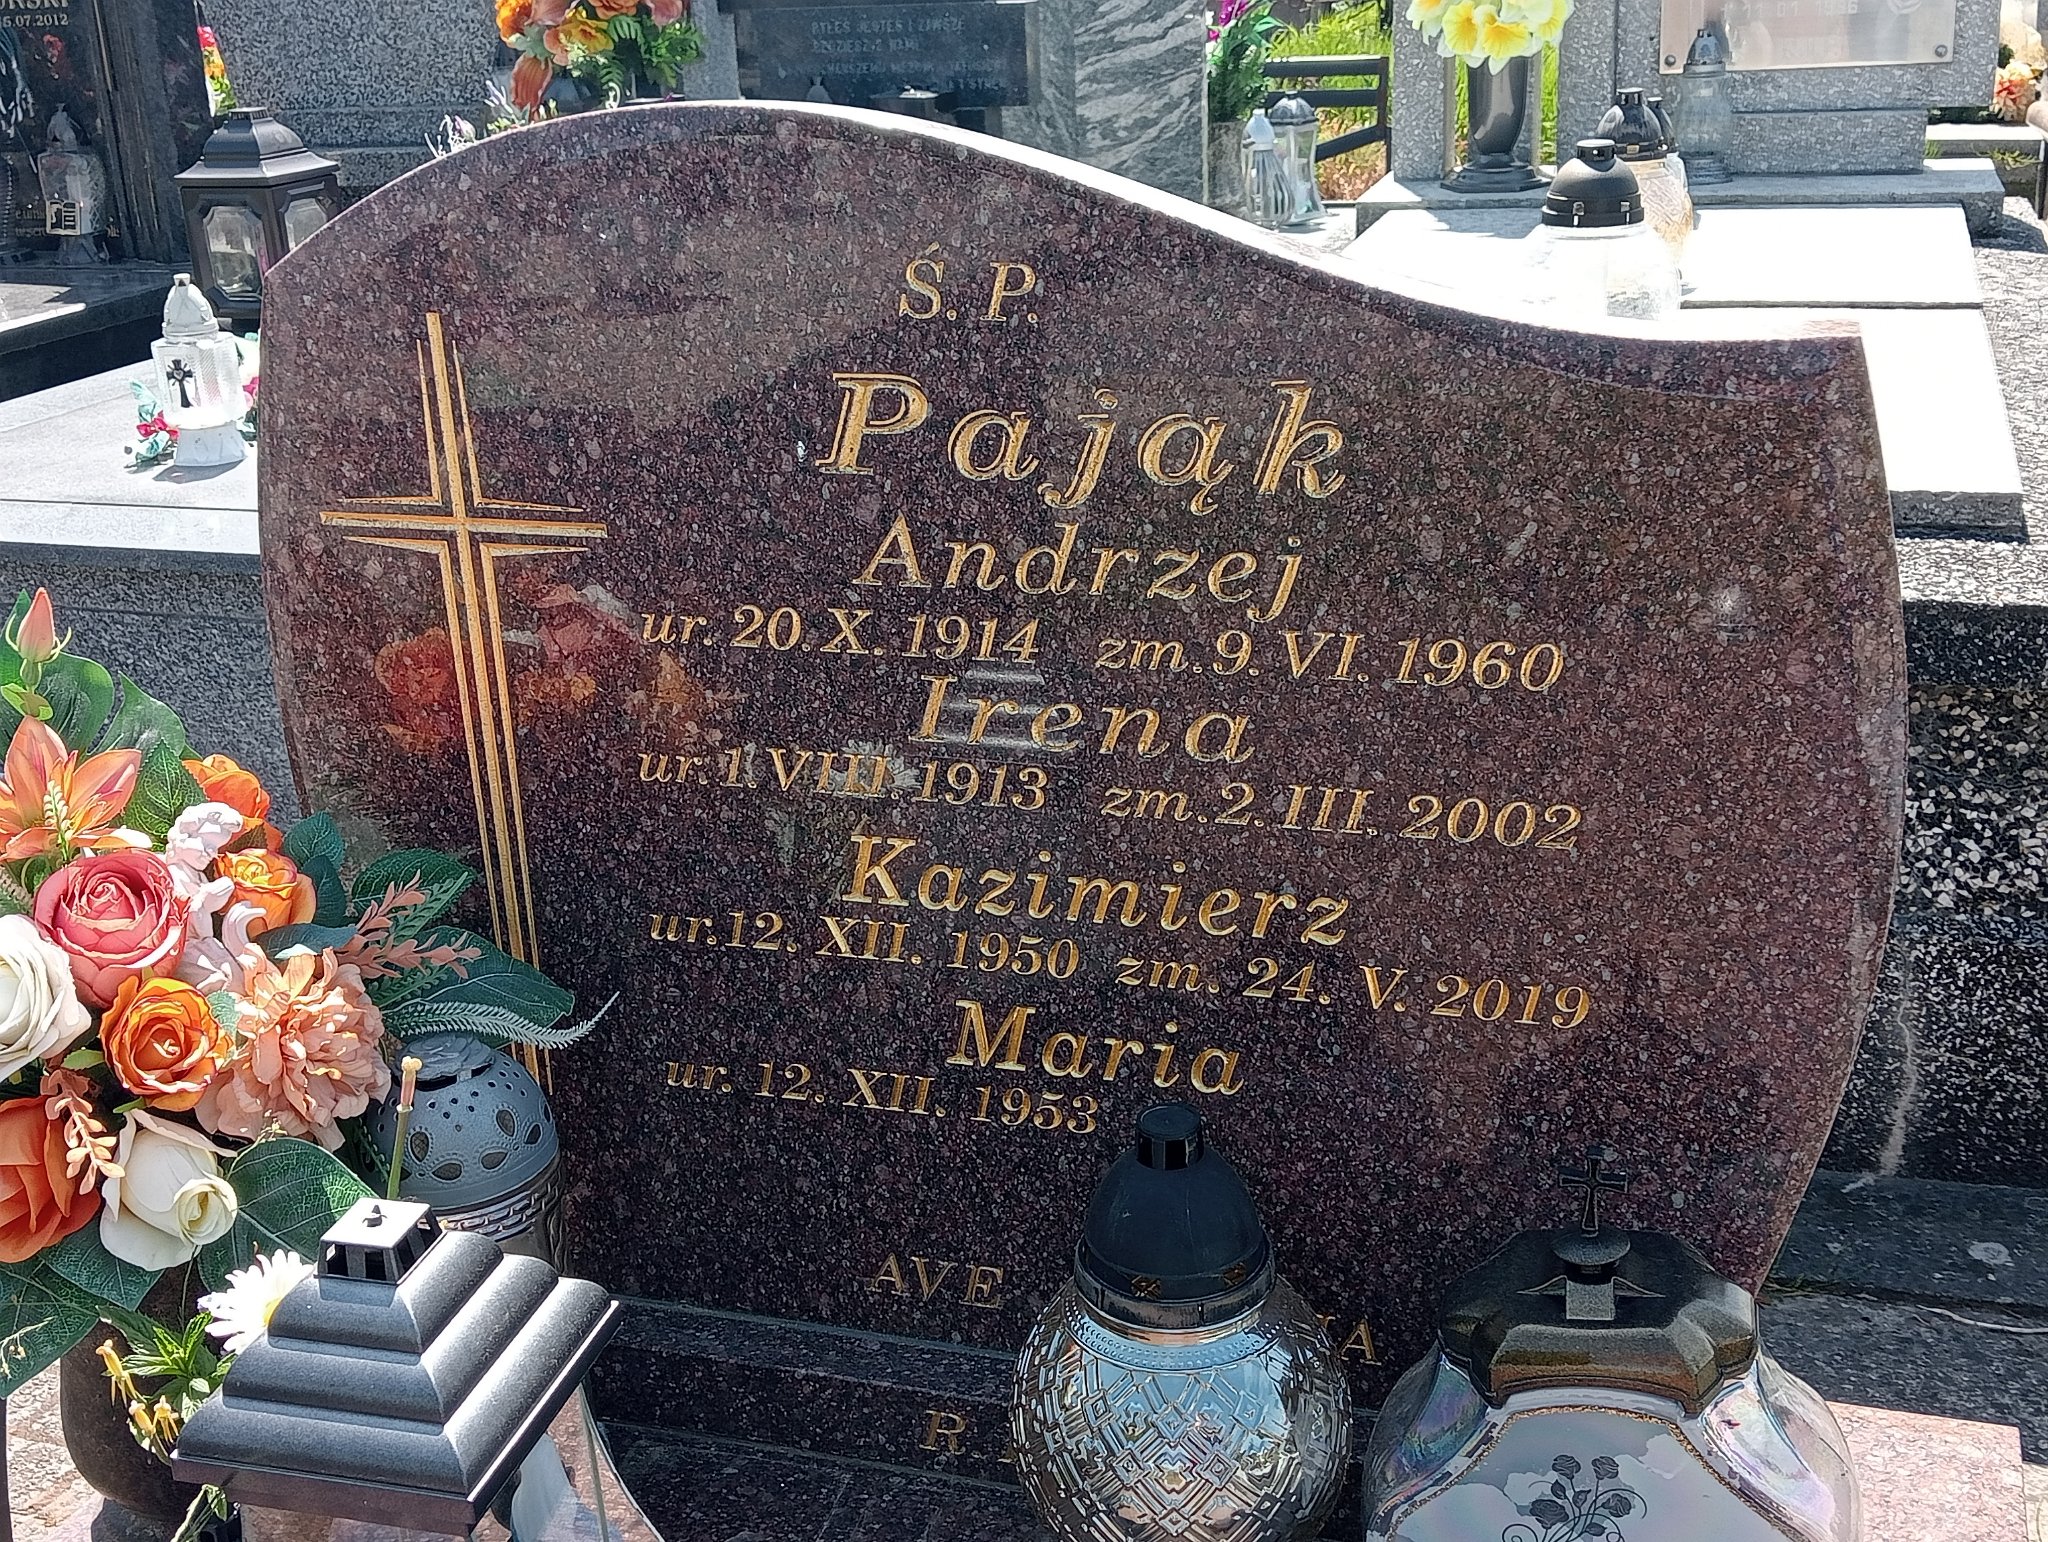 Ś. P.
Pająk
Andrzej
ur. 20. X. 1914 zm. 9. VI. 1960
Irena
ur. 1. VIII. 1913 zm. 2. III. 2002
Kazimierz
ur. 12. XII. 1950 zm. 24. V. 2019
Maria
ur. 12. XII. 1953
AVE